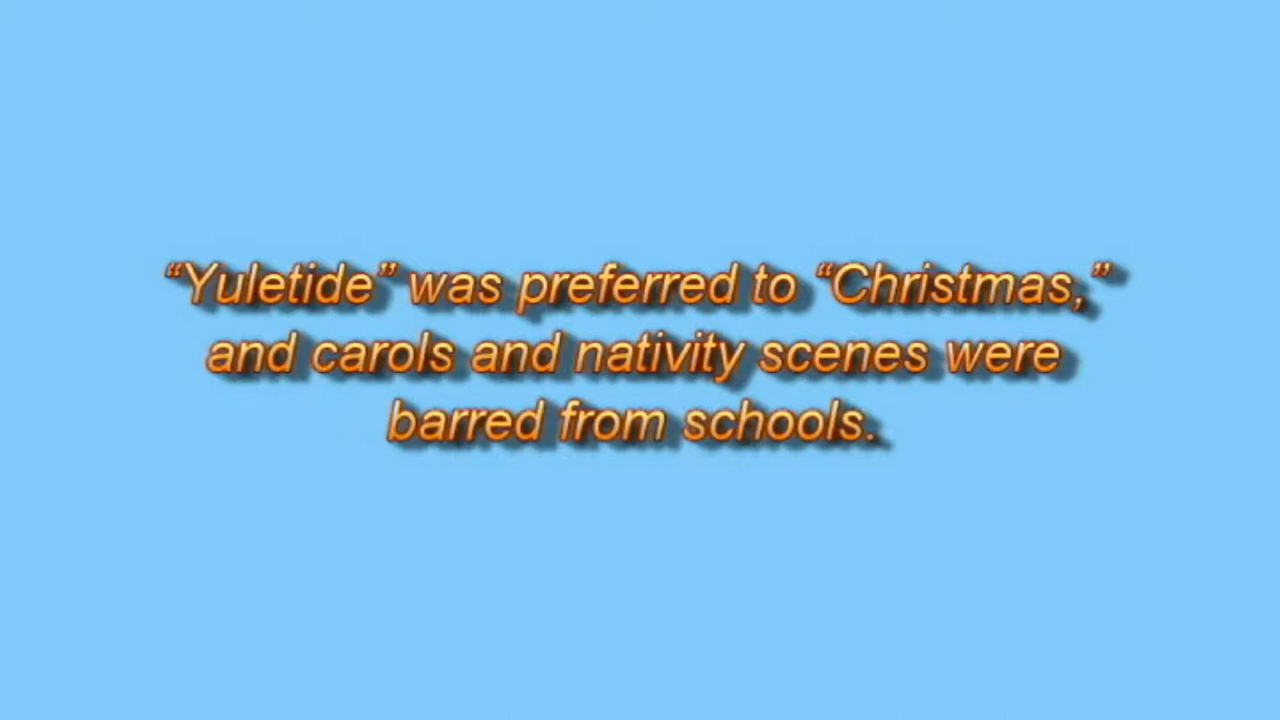 “Yuletide” was preferred to “Christmas,”
and carols and nativity scenes were
barred from schools.